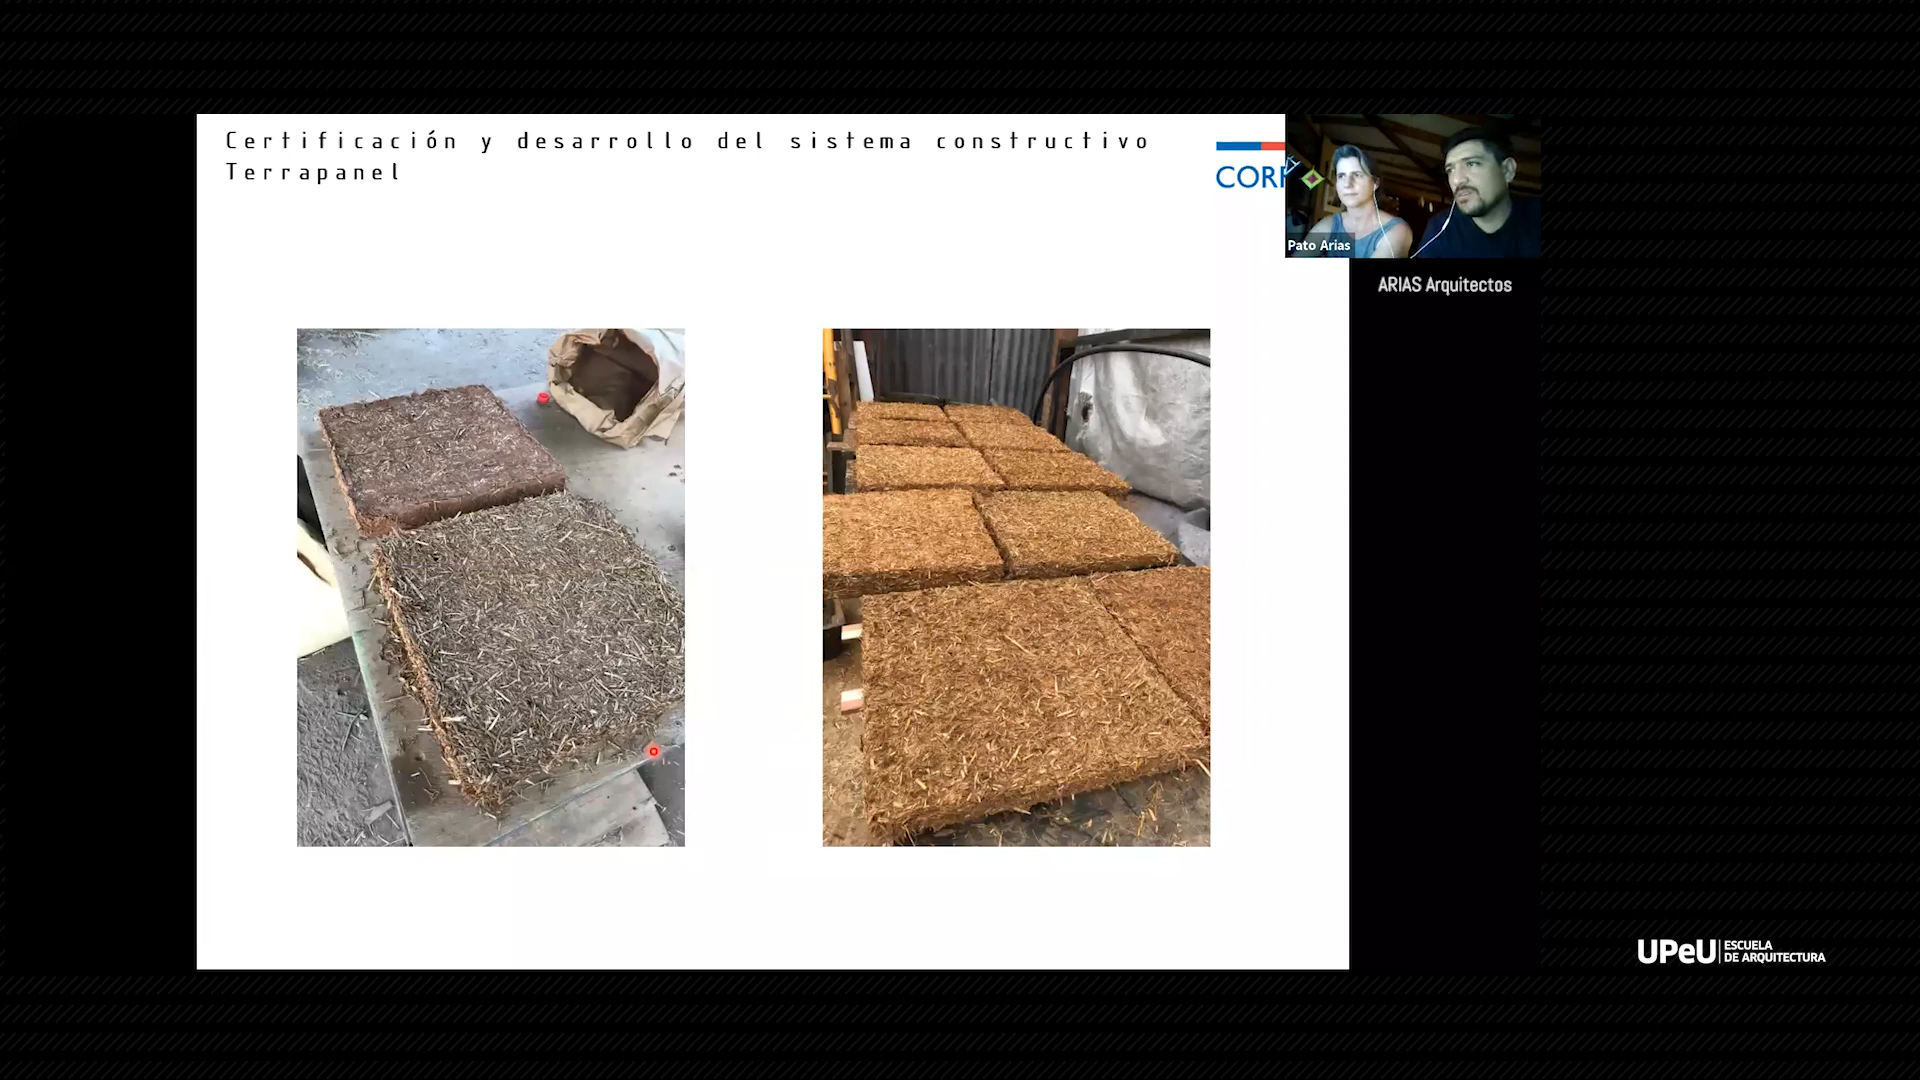 Certificación y desarrollo del sistema constructivo
Terrapanel
CORF
Pato Arias
ARIAS Arquitectos
UPeU
ESCUELA
DE ARQUITECTURA